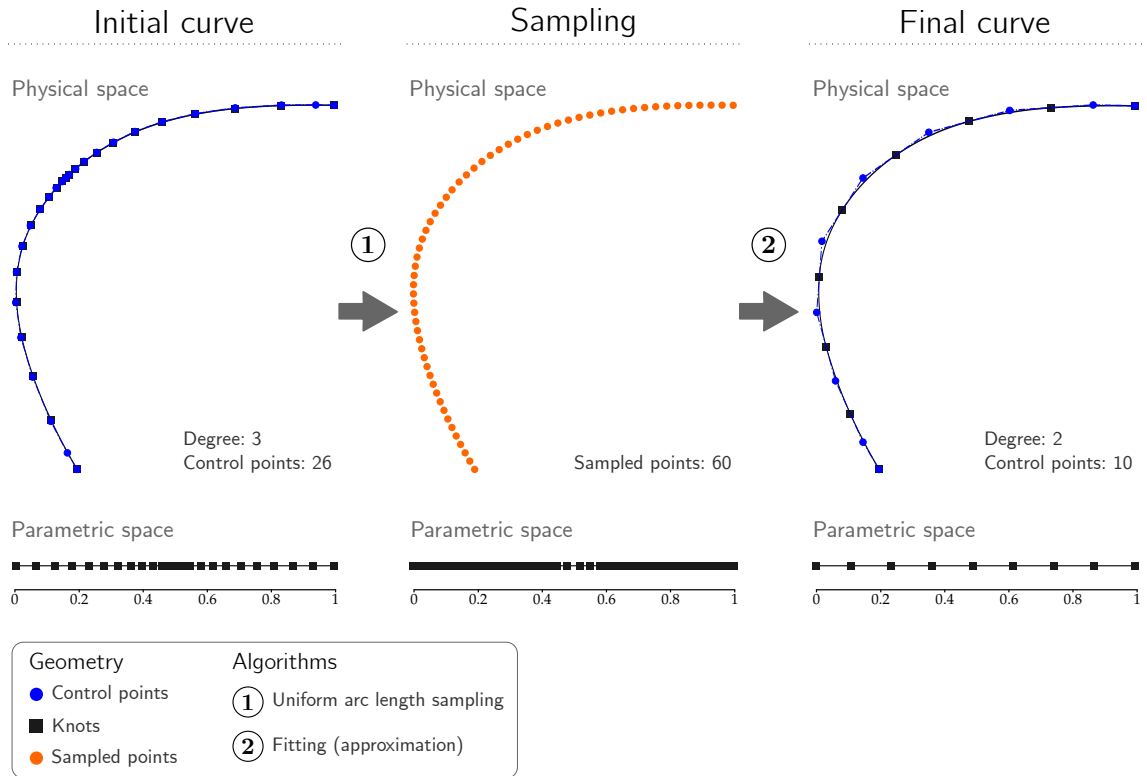 Initial curve
Sampling
Final curve
Physical space
Physical space
Physical space
1
2
Degree: 3
Control points: 26
Sampled points: 60
Degree: 2
Control points: 10
Parametric space
Parametric space
Parametric space
0 0.2 0.4 0.6 0.8 1
0 0.2 0.4 0.6 0.8 1
0 0.2 0.4 0.6 0.8 1
Geometry
Control points
Knots
Sampled points
Algorithms
1 Uniform arc length sampling
2 Fitting (approximation)